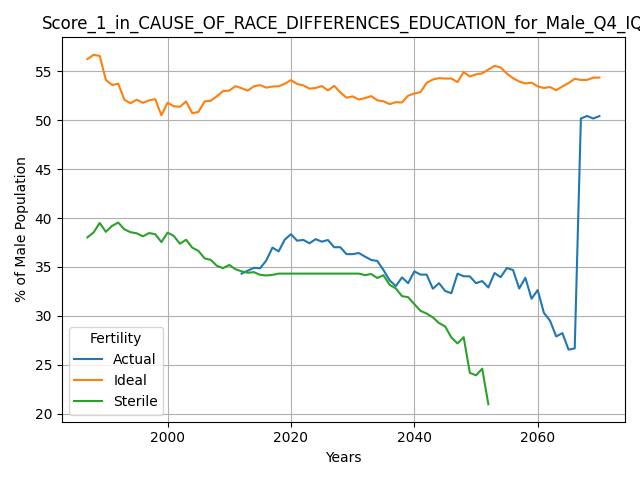 Score_1_in_CAUSE_OF_RACE_DIFFERENCES_EDUCATION_for_Male_Q4_IQ
55
50
45
40
35
30
25
20
% of Male Population
Fertility
Actual
Ideal
Sterile
2000 2020 2040 2060
Years